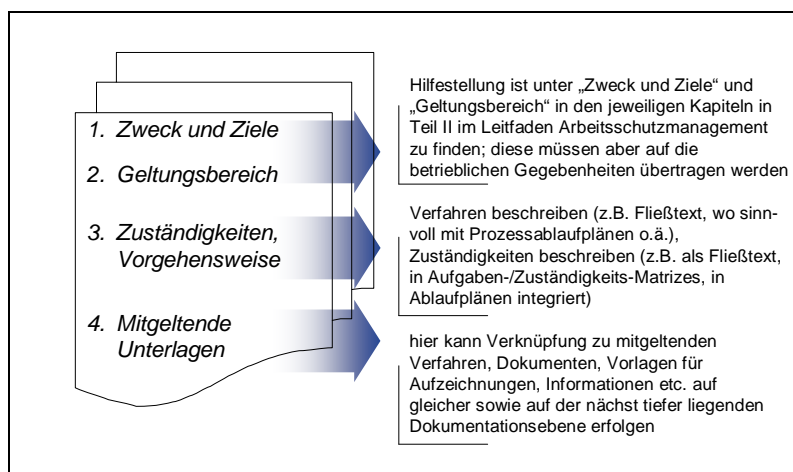 1. Zweck und Ziele
2. Geltungsbereich
3. Zuständigkeiten,
Vorgehensweise
4. Mitgeltende
Unterlagen
Hilfestellung ist unter „Zweck und Ziele“ und
„Geltungsbereich“ in den jeweiligen Kapiteln in
Teil II im Leitfaden Arbeitsschutzmanagement
zu finden; diese müssen aber auf die
betrieblichen Gegebenheiten übertragen werden
Verfahren beschreiben (z.B. Fließtext, wo sinn-
voll mit Prozessablaufplänen o.ä.),
Zuständigkeiten beschreiben (z.B. als Fließtext,
in Aufgaben-/Zuständigkeits-Matrizes, in
Ablaufplänen integriert)
hier kann Verknüpfung zu mitgeltenden
Verfahren, Dokumenten, Vorlagen für
Aufzeichnungen, Informationen etc. auf
gleicher sowie auf der nächst tiefer liegenden
Dokumentationsebene erfolgen